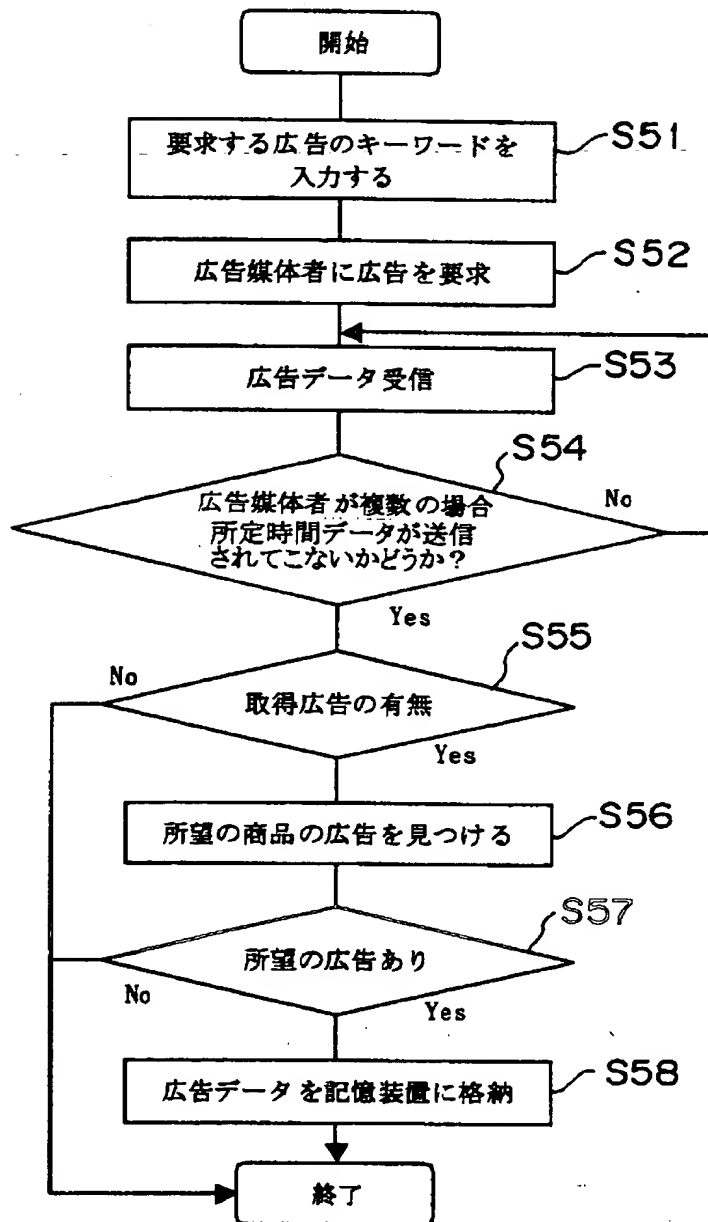 開始
要求する広告のキーワードを
入力する
S51
広告媒体者に広告を要求
S52
広告データ受信
S53
S54
広告媒体者が複数の場合
所定時間データが送信
されてこないかどうか？
No
Yes
S55
No
取得広告の有無
Yes
所望の商品の広告を見つける
S56
S57
所望の広告あり
No
Yes
広告データを記憶装置に格納
S58
終了